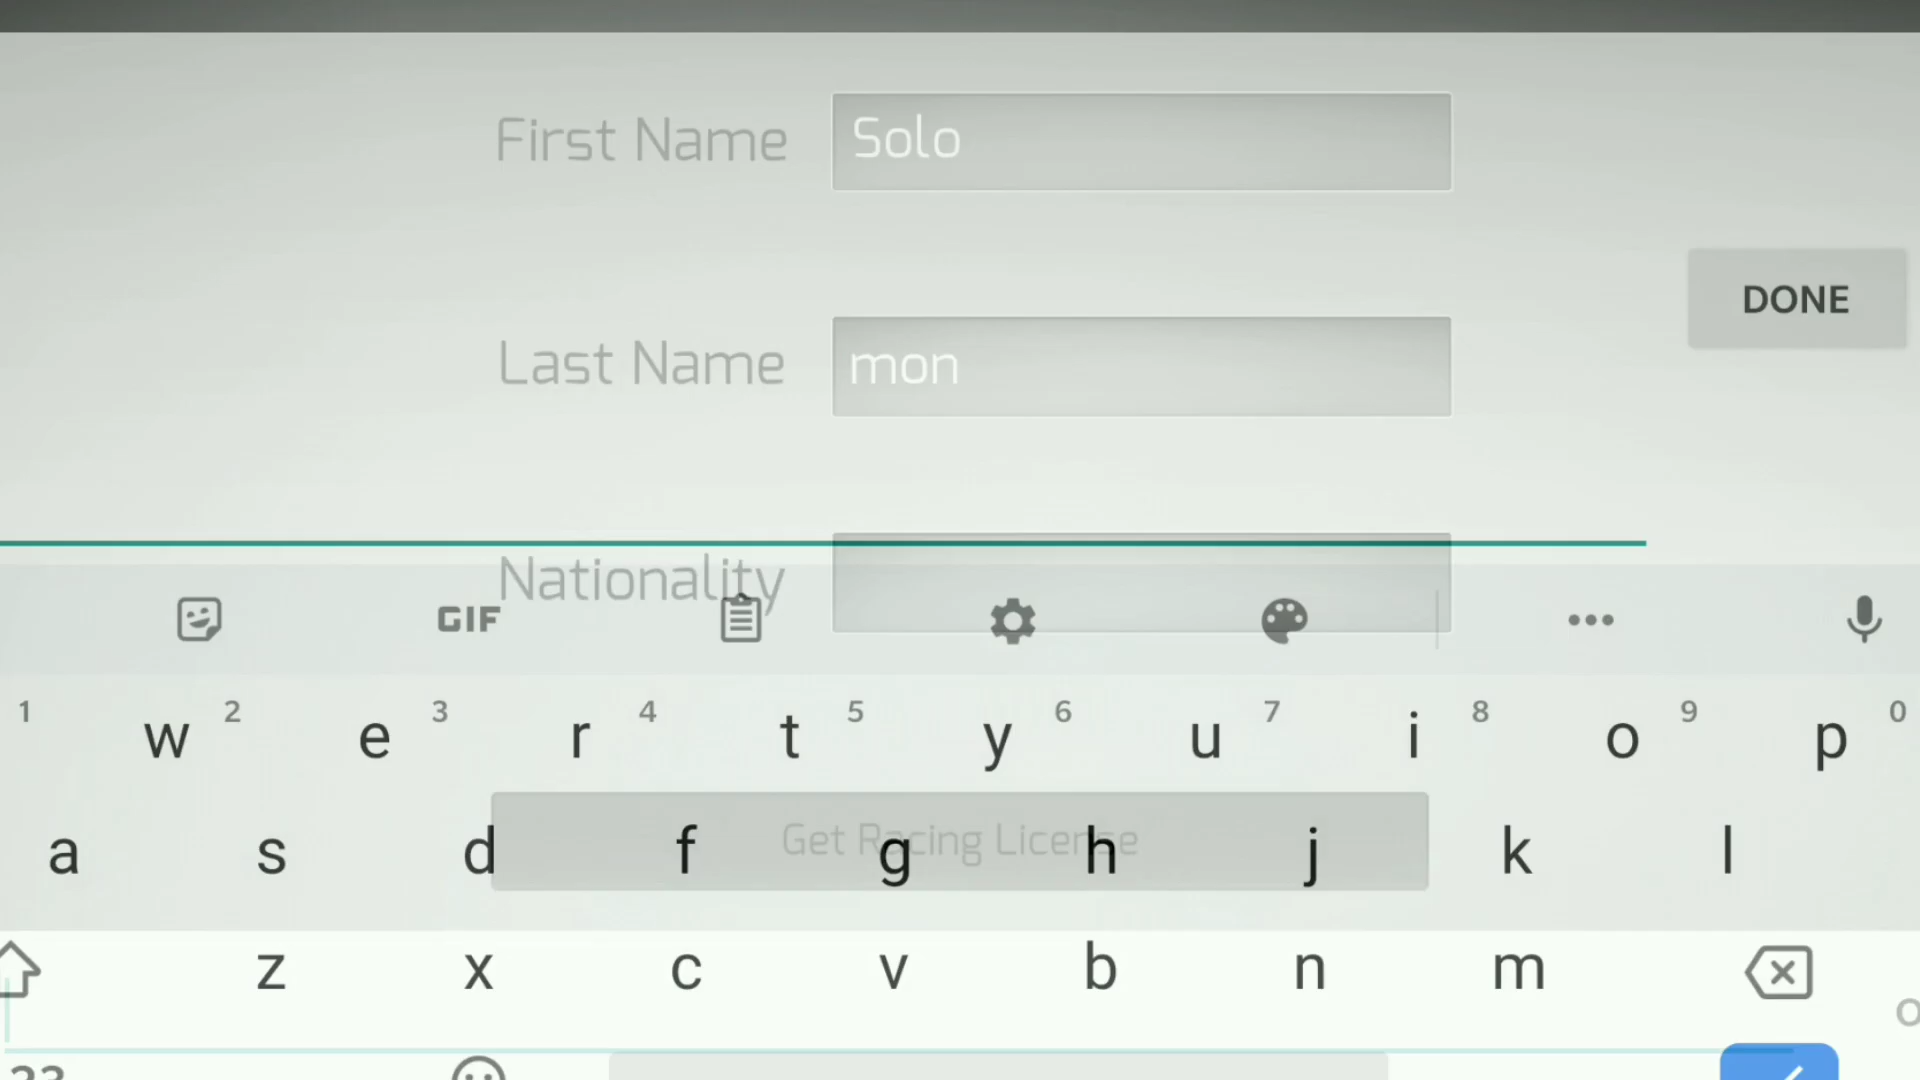 First Name Solo
DONE
Last Name mon
Nationality
GIF
1 2 3 4 5 6 7 8 9 0
w e r t y u i o p
Get Racing License
a s d f g h j k l
z x c v b n m